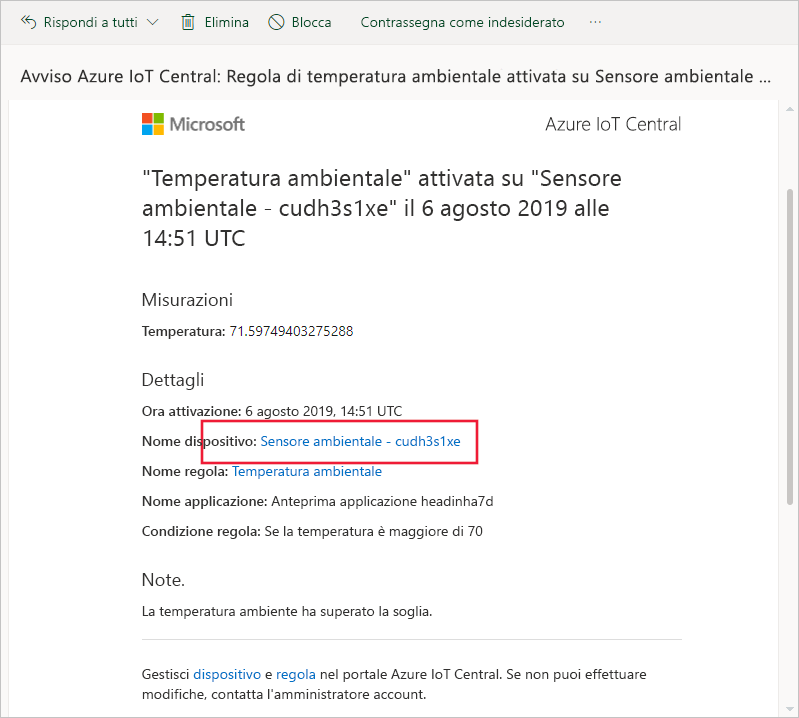 Rispondi a tutti Elimina Blocca Contrassegna come indesiderato ...
Avviso Azure IoT Central: Regola di temperatura ambientale attivata su Sensore ambientale ...
Microsoft Azure IoT Central
"Temperatura ambientale" attivata su "Sensore
ambientale - cudh3s1xe" il 6 agosto 2019 alle
14:51 UTC
Misurazioni
Temperatura: 71.59749403275288
Dettagli
Ora attivazione: 6 agosto 2019, 14:51 UTC
Nome dispositivo: Sensore ambientale - cudh3s1xe
Nome regola: Temperatura ambientale
Nome applicazione: Anteprima applicazione headinha7d
Condizione regola: Se la temperatura è maggiore di 70
Note.
La temperatura ambiente ha superato la soglia.
Gestisci dispositivo e regola nel portale Azure IoT Central. Se non puoi effettuare
modifiche, contatta l'amministratore account.